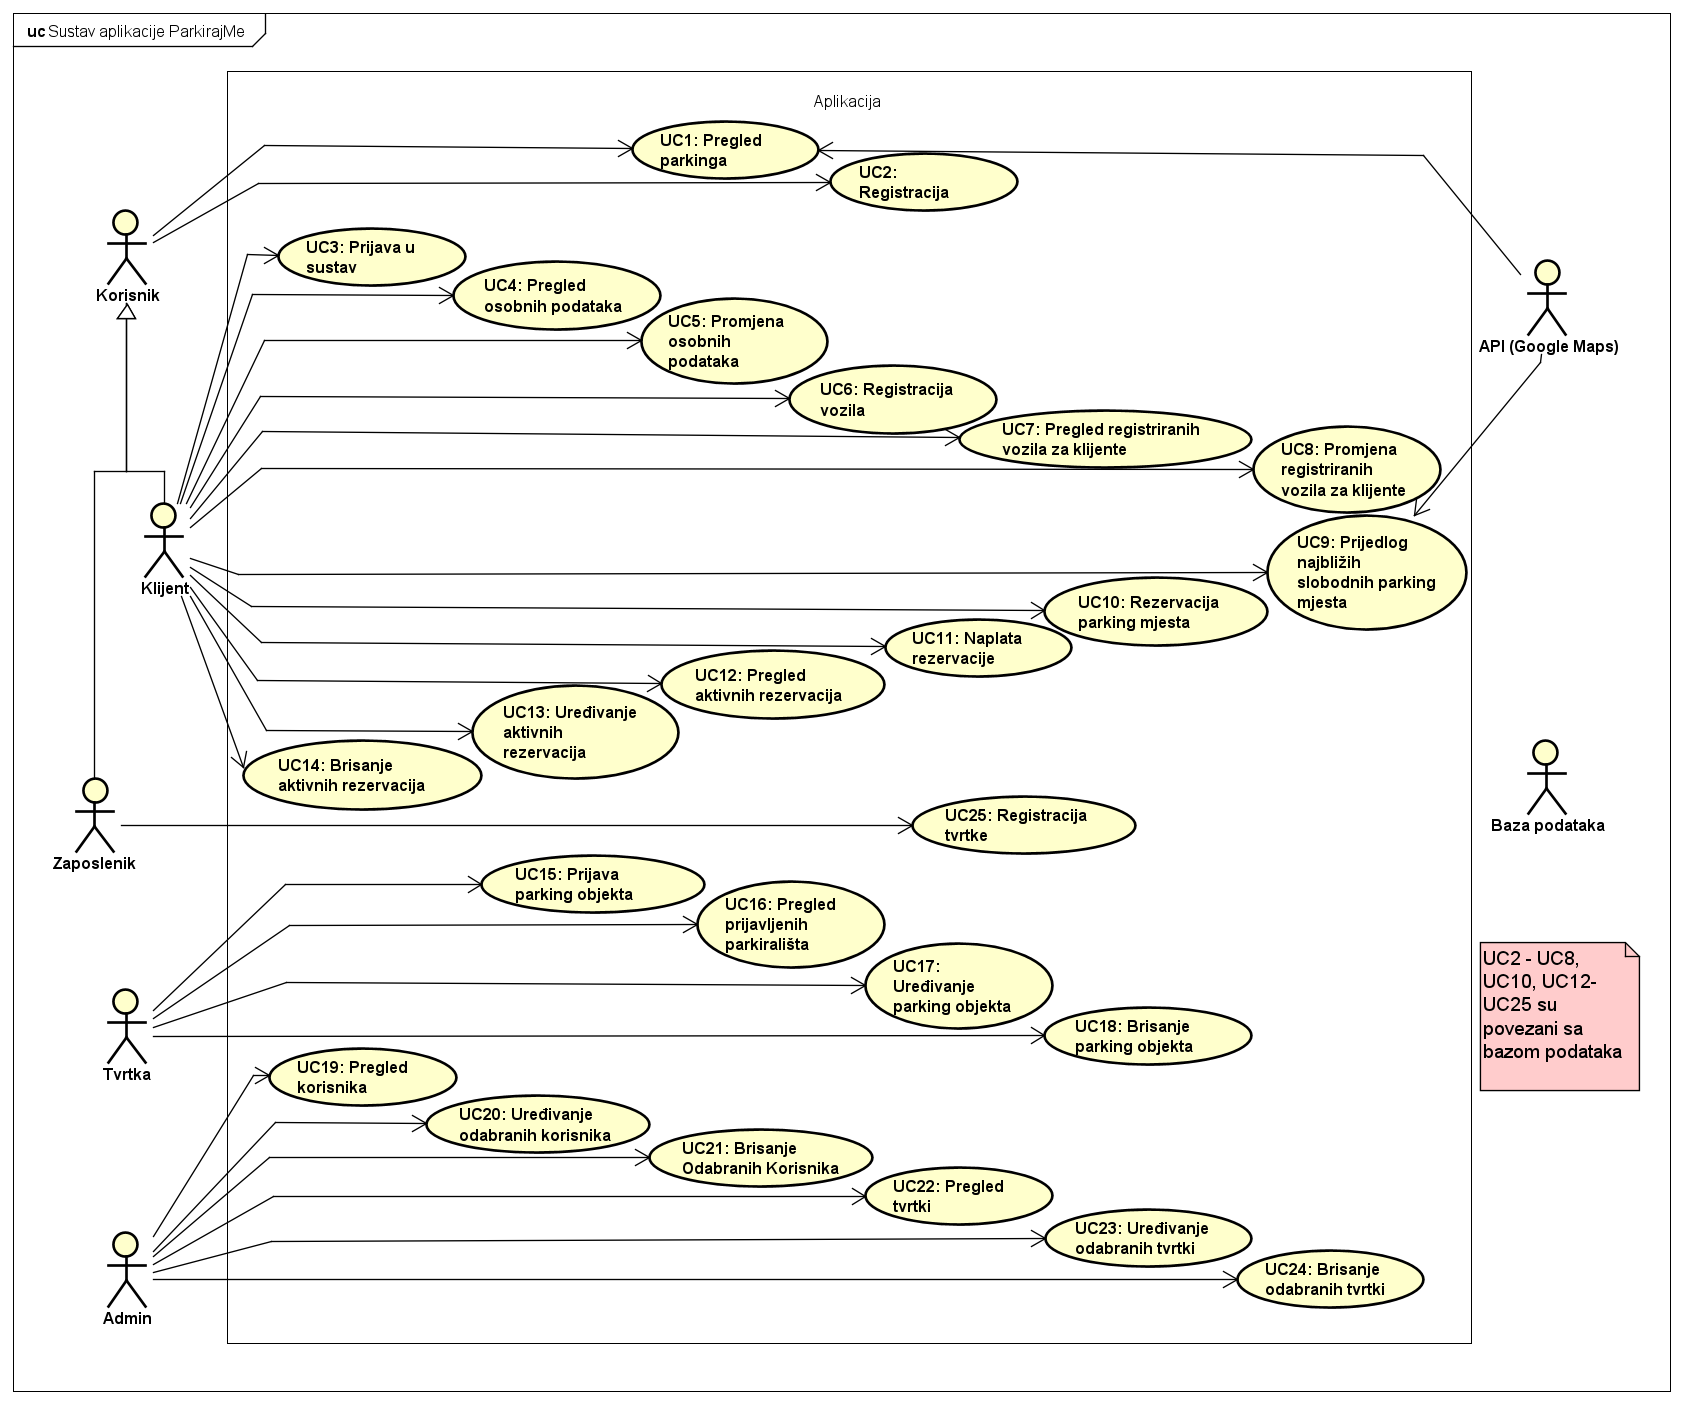 uc Sustav aplikacije ParkirajMe
Aplikacija
UC1: Pregled
parkinga
UC2:
Registracija
Korisnik
UC3: Prijava u
sustav
UC4: Pregled
osobnih podataka
UC5: Promjena
osobnih
podataka
API (Google Maps)
UC6: Registracija
vozila
UC7: Pregled registriranih
vozila za klijente
UC8: Promjena
registriranih
vozila za klijente
Klijent
UC9: Prijedlog
najbližih
slobodnih parking
mjesta
UC10: Rezervacija
parking mjesta
UC11: Naplata
rezervacije
UC12: Pregled
aktivnih rezervacija
UC13: Uređivanje
aktivnih
rezervacija
UC14: Brisanje
aktivnih rezervacija
Baza podataka
UC25: Registracija
tvrtke
Zaposlenik
UC15: Prijava
parking objekta
UC16: Pregled
prijavljenih
parkirališta
UC17:
Uređivanje
parking objekta
UC2 - UC8,
UC10, UC12-
UC25 su
povezani sa
bazom podataka
UC18: Brisanje
parking objekta
Tvrtka
UC19: Pregled
korisnika
UC20: Uređivanje
odabranih korisnika
UC21: Brisanje
Odabranih Korisnika
UC22: Pregled
tvrtki
UC23: Uređivanje
odabranih tvrtki
UC24: Brisanje
odabranih tvrtki
Admin